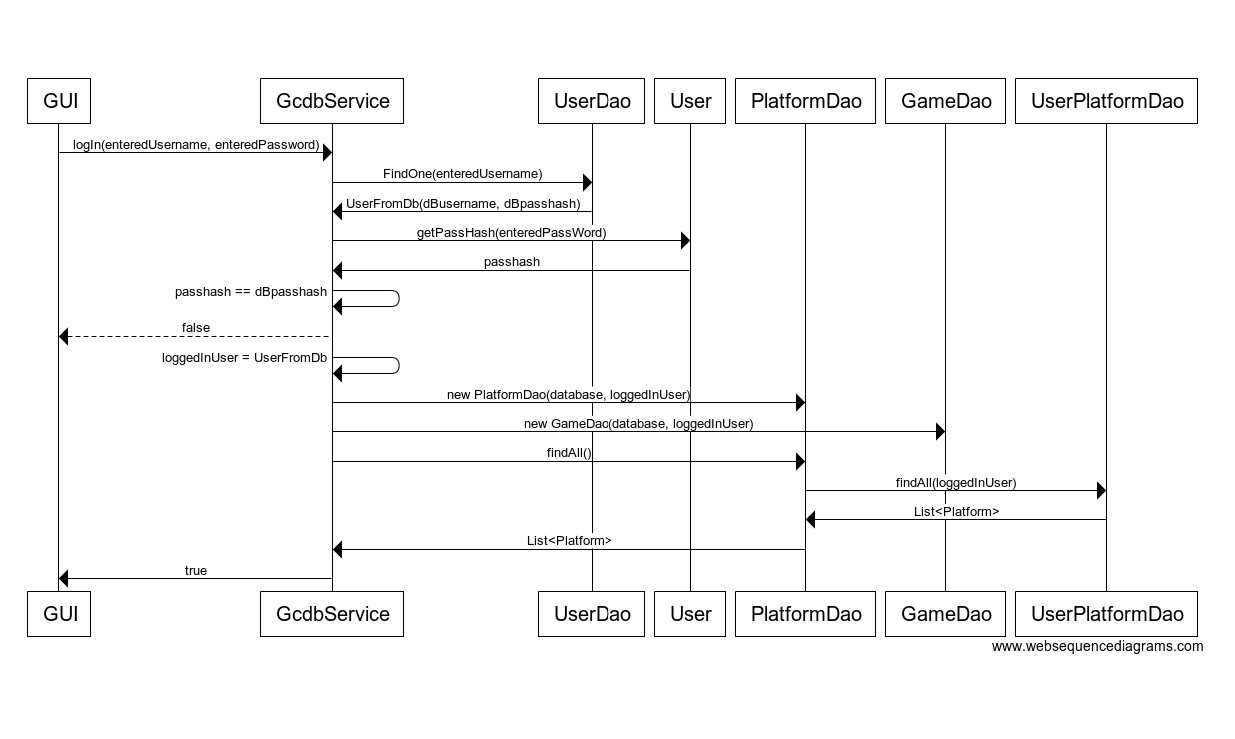 GUI
GcdbService
UserDao
User
PlatformDao
GameDao
UserPlatformDao
logIn(enteredUsername, enteredPassword)
FindOne(enteredUsername)
UserFromDb(dBusername, dBpasshash)
getPassHash(enteredPassWord)
passhash
passhash == dBpasshash
false
loggedInUser = UserFromDb
new PlatformDao(database, loggedInUser)
new GameDao(database, loggedInUser)
findAll()
findAll(loggedInUser)
List<Platform>
List<Platform>
true
GUI
GcdbService
UserDao
User
PlatformDao
GameDao
UserPlatformDao
www.websequencediagrams.com